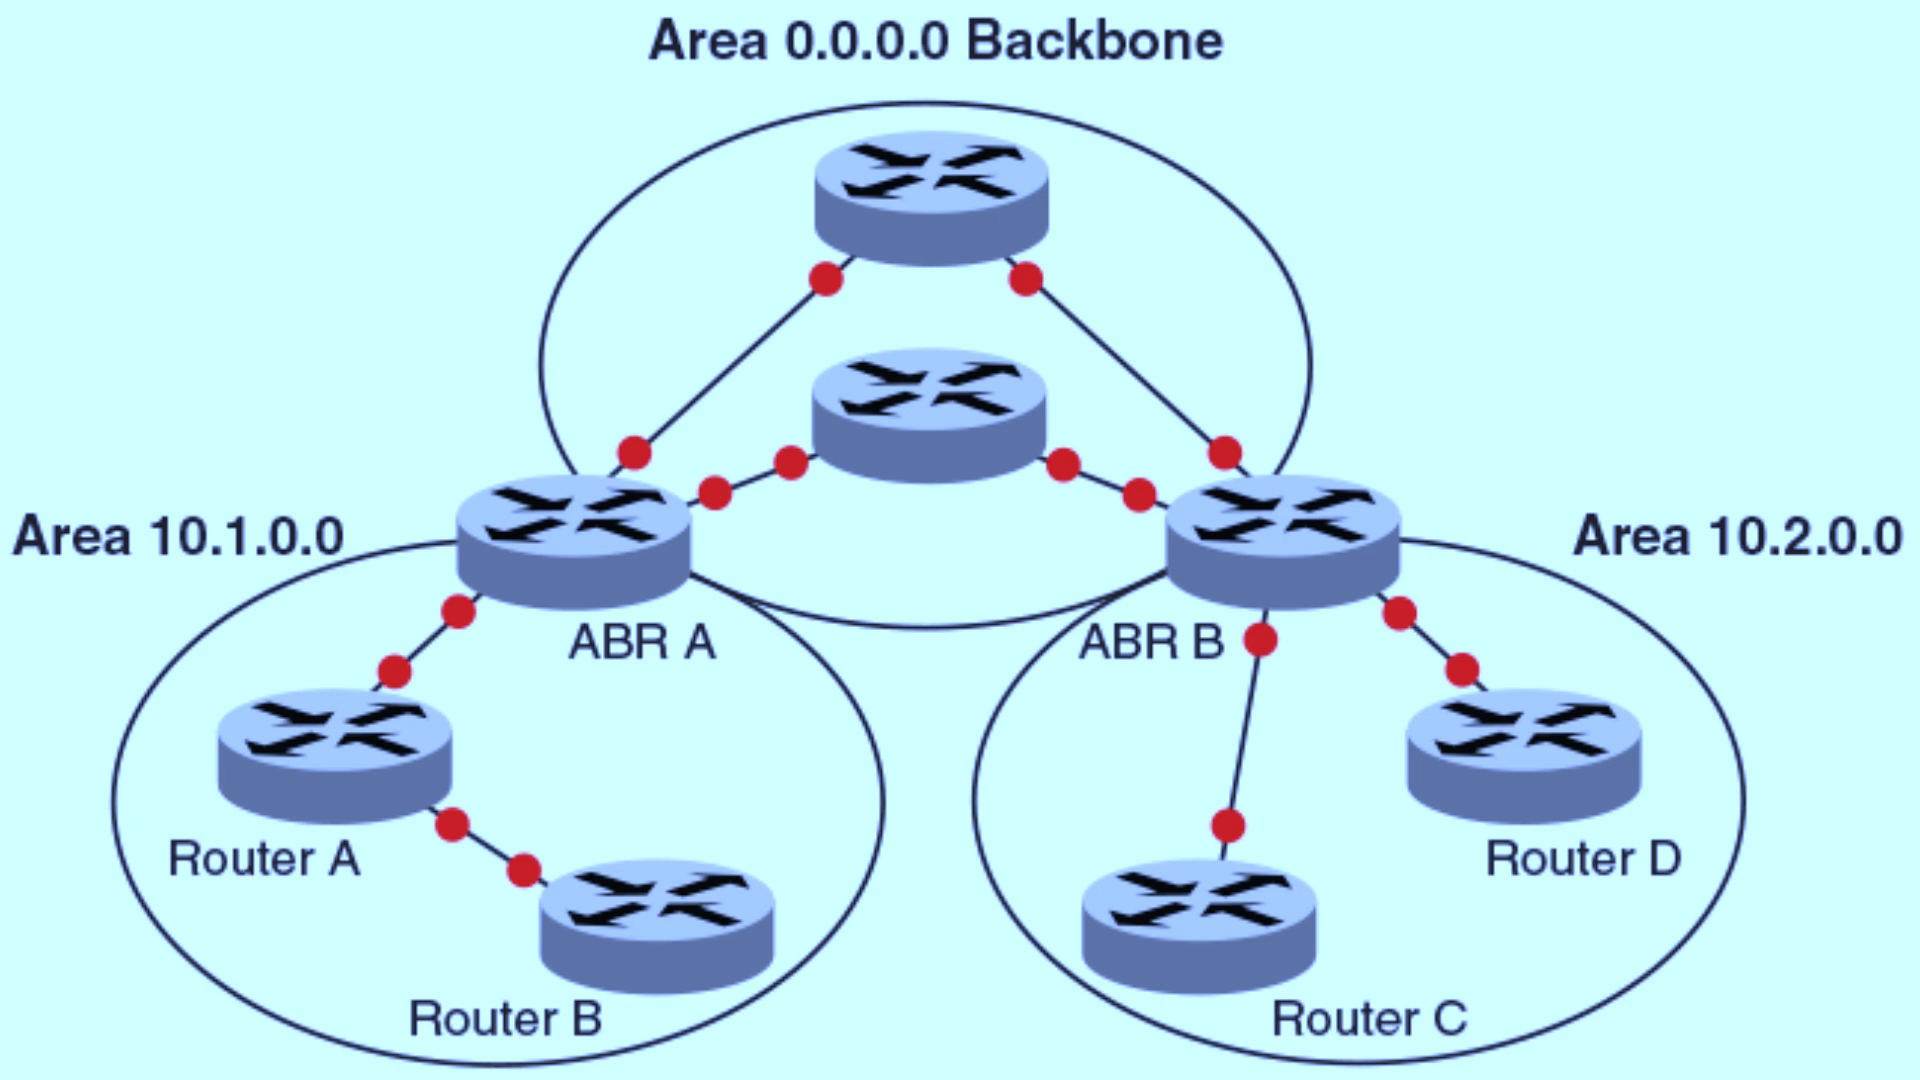 Area 0.0.0.0 Backbone
Area 10.1.0.0
Area 10.2.0.0
ABR A
ABR B
Router A
Router D
Router B
Router C